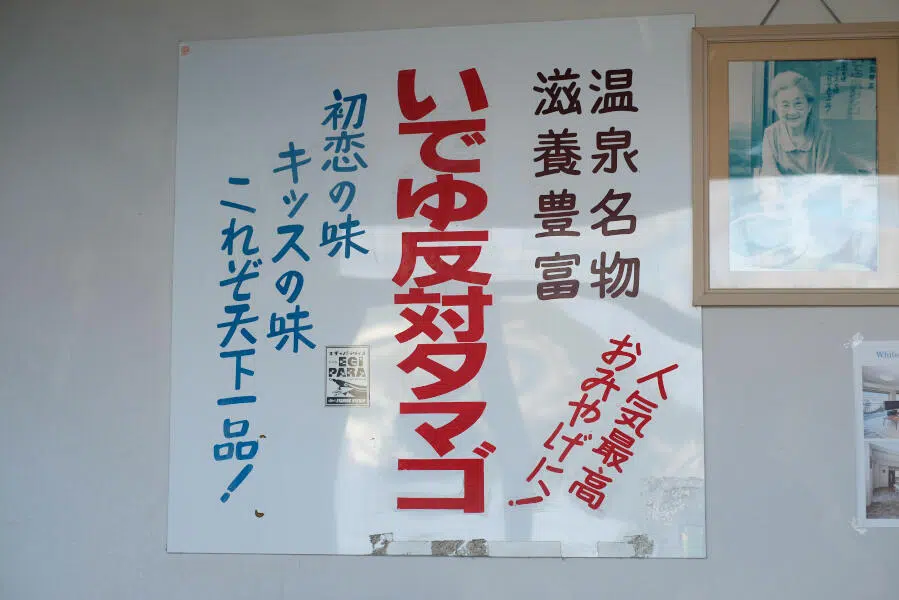 温泉名物
滋養豊富
人気最高
おみやげに!
いでゆ反対タマゴ
初恋の味
キッスの味
これぞ天下一品!
EGI
PARA
White